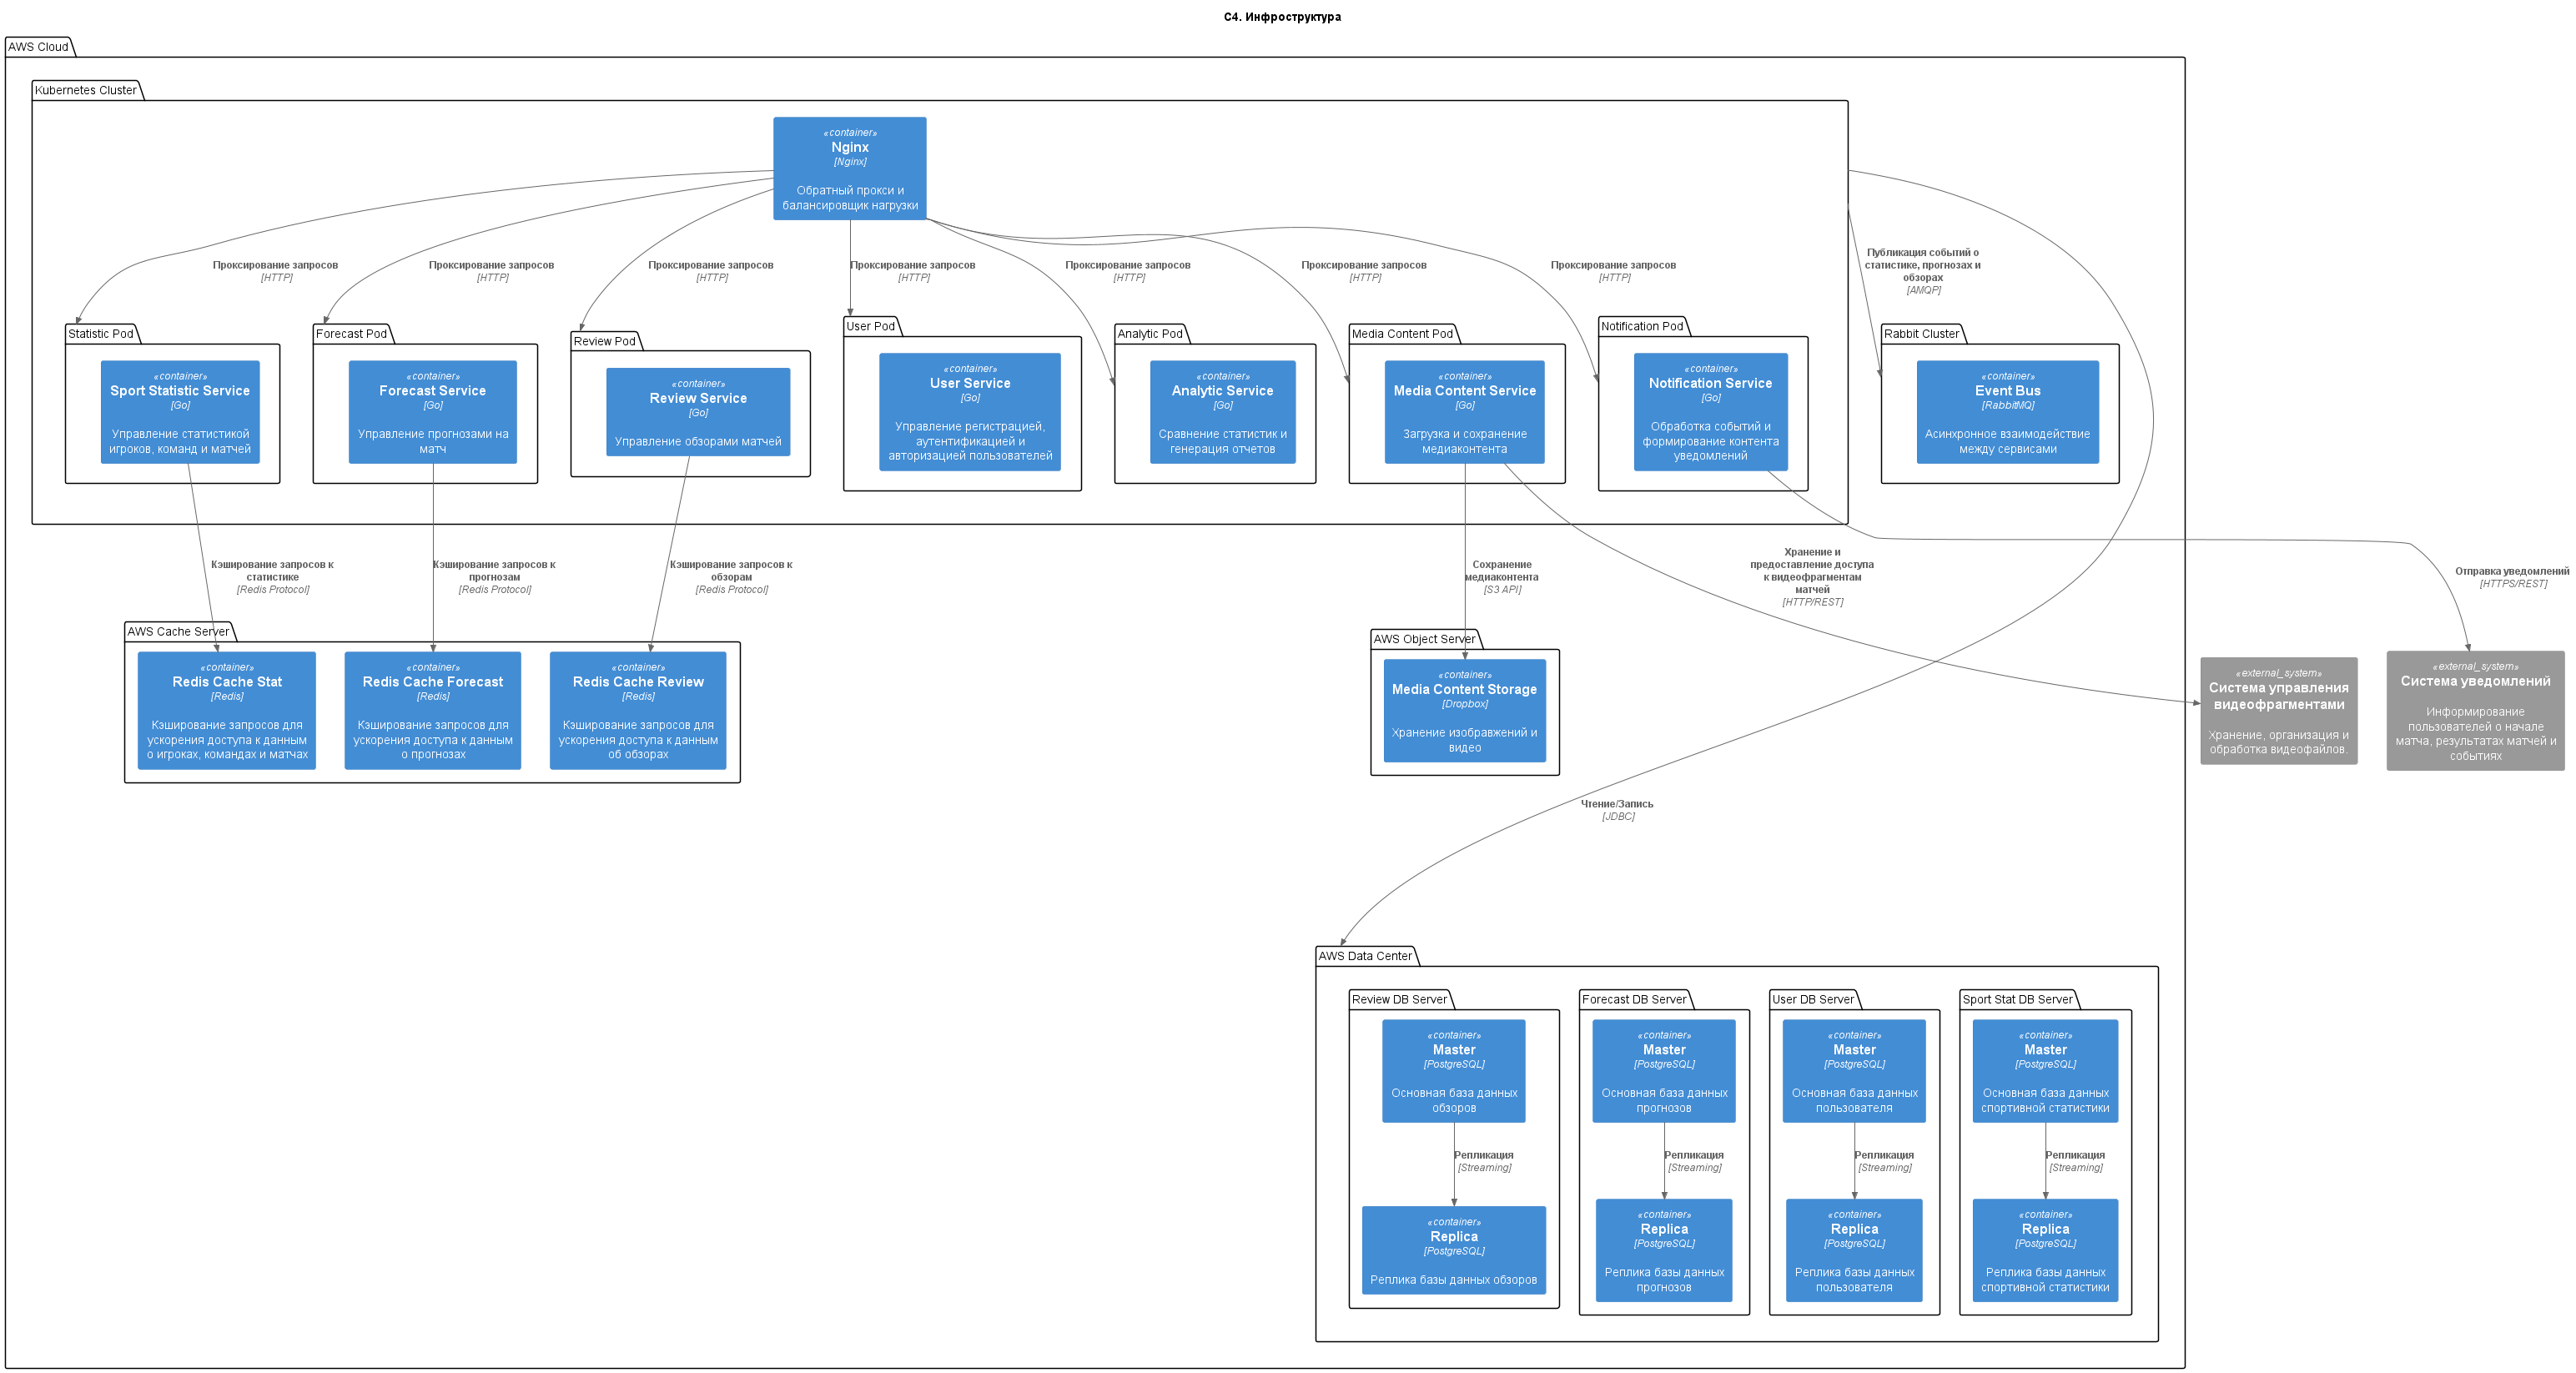 C4. Инфроструктура
AWS Cloud
Kubernetes Cluster
«container»
Nginx
[Nginx]
Обратный прокси и
балансировщик нагрузки
Проксирование запросов
[HTTP]
Проксирование запросов
[HTTP]
Проксирование запросов
[HTTP]
Проксирование запросов
[HTTP]
Проксирование запросов
[HTTP]
Проксирование запросов
[HTTP]
Проксирование запросов
[HTTP]
Публикация событий о
статистике, прогнозах и
обзорах
[AMQP]
Statistic Pod
«container»
Sport Statistic Service
[Go]
Управление статистикой
игроков, команд и матчей
Forecast Pod
«container»
Forecast Service
[Go]
Управление прогнозами на
матч
Review Pod
«container»
Review Service
[Go]
Управление обзорами матчей
User Pod
«container»
User Service
[Go]
Управление регистрацией,
аутентификацией и
авторизацией пользователей
Analytic Pod
«container»
Analytic Service
[Go]
Сравнение статистик и
генерация отчетов
Media Content Pod
«container»
Media Content Service
[Go]
Загрузка и сохранение
медиаконтента
Notification Pod
«container»
Notification Service
[Go]
Обработка событий и
формирование контента
уведомлений
Rabbit Cluster
«container»
Event Bus
[RabbitMQ]
Асинхронное взаимодействие
между сервисами
Кэширование запросов к
статистике
[Redis Protocol]
Кэширование запросов к
прогнозам
[Redis Protocol]
Кэширование запросов к
обзорам
[Redis Protocol]
Сохранение
медиаконтента
[S3 API]
Хранение и
предоставление доступа
к видеофрагментам
матчей
[HTTP/REST]
Отправка уведомлений
[HTTPS/REST]
AWS Cache Server
«container»
Redis Cache Stat
[Redis]
Кэширование запросов для
ускорения доступа к данным
о игроках, командах и матчах
«container»
Redis Cache Forecast
[Redis]
Кэширование запросов для
ускорения доступа к данным
о прогнозах
«container»
Redis Cache Review
[Redis]
Кэширование запросов для
ускорения доступа к данным
об обзорах
AWS Object Server
«container»
Media Content Storage
[Dropbox]
Хранение изобравжений и
видео
«external_system»
Система управления
видеофрагментами
Хранение, организация и
обработка видеофайлов.
«external_system»
Система уведомлений
Информирование
пользователей о начале
матча, результатах матчей и
событиях
Чтение/Запись
[JDBC]
AWS Data Center
Review DB Server
«container»
Master
[PostgreSQL]
Основная база данных
обзоров
Репликация
[Streaming]
«container»
Replica
[PostgreSQL]
Реплика базы данных обзоров
Forecast DB Server
«container»
Master
[PostgreSQL]
Основная база данных
прогнозов
Репликация
[Streaming]
«container»
Replica
[PostgreSQL]
Реплика базы данных
прогнозов
User DB Server
«container»
Master
[PostgreSQL]
Основная база данных
пользователя
Репликация
[Streaming]
«container»
Replica
[PostgreSQL]
Реплика базы данных
пользователя
Sport Stat DB Server
«container»
Master
[PostgreSQL]
Основная база данных
спортивной статистики
Репликация
[Streaming]
«container»
Replica
[PostgreSQL]
Реплика базы данных
спортивной статистики